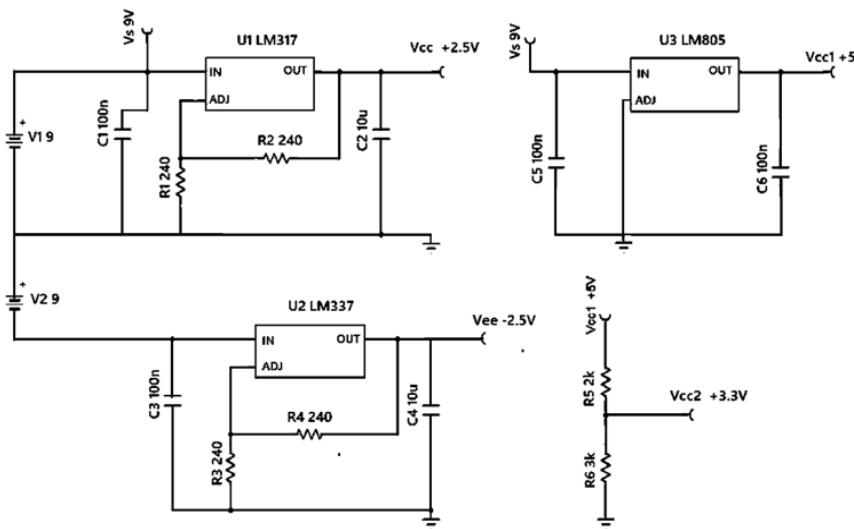 Vs 9V
U1 LM317
Vcc +2.5V
IN
OUT
ADJ
V1 9
C1 100n
R1 240
R2 240
C2 10u
Vs 9V
U3 LM805
Vcc1 +5
IN
OUT
ADJ
C5 100n
C6 100n
V2 9
U2 LM337
Vee -2.5V
IN
OUT
ADJ
C3 100n
R3 240
R4 240
C4 10u
Vcc1 +5V
R5 2k
Vcc2 +3.3V
R6 3k
+
+